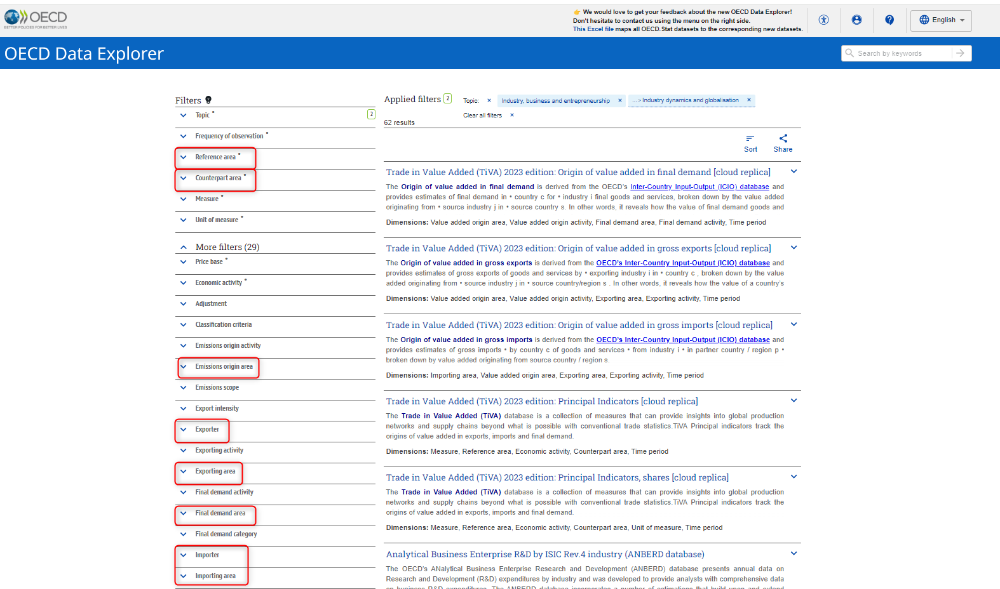 OECD
BETTER POLICIES FOR BETTER LIVES
👉 We would love to get your feedback about the new OECD Data Explorer!
Don't hesitate to contact us using the menu on the right side.
This Excel file maps all OECD.Stat datasets to the corresponding new datasets.
English
OECD Data Explorer
Search by keywords
Filters
Topic •
2
Frequency of observation •
Reference area •
Counterpart area •
Measure •
Unit of measure •
More filters (29)
Price base •
Economic activity •
Adjustment
Classification criteria
Emissions origin activity
Emissions origin area
Emissions scope
Export intensity
Exporter
Exporting activity
Exporting area
Final demand activity
Final demand area
Final demand category
Importer
Importing area
Applied filters 2 Topic: × Industry, business and entrepreneurship × ... > Industry dynamics and globalisation ×
Clear all filters ×
62 results
Sort
Share
Trade in Value Added (TiVA) 2023 edition: Origin of value added in final demand [cloud replica]
The Origin of value added in final demand is derived from the OECD's Inter-Country Input-Output (ICIO) database and
provides estimates of final demand in • country c for • industry i final goods and services, broken down by the value added
originating from • source industry j in • source country s. In other words, it reveals how the value of final demand goods and
Dimensions: Value added origin area, Value added origin activity, Final demand area, Final demand activity, Time period
Trade in Value Added (TiVA) 2023 edition: Origin of value added in gross exports [cloud replica]
The Origin of value added in gross exports is derived from the OECD's Inter-Country Input-Output (ICIO) database and
provides estimates of gross exports of goods and services by • exporting industry i in • country c , broken down by the value
added originating from • source industry j in • source country/region s . In other words, it reveals how the value of a country's
Dimensions: Value added origin area, Value added origin activity, Exporting area, Exporting activity, Time period
Trade in Value Added (TiVA) 2023 edition: Origin of value added in gross imports [cloud replica]
The Origin of value added in gross imports is derived from the OECD's Inter-Country Input-Output (ICIO) database and
provides estimates of gross imports • by country c of goods and services • from industry i • in partner country / region p •
broken down by value added originating from source country / region s.
Dimensions: Importing area, Value added origin area, Exporting area, Exporting activity, Time period
Trade in Value Added (TiVA) 2023 edition: Principal Indicators [cloud replica]
The Trade in Value Added (TiVA) database is a collection of measures that can provide insights into global production
networks and supply chains beyond what is possible with conventional trade statistics.TiVA Principal indicators track the
origins of value added in exports, imports and final demand.
Dimensions: Measure, Reference area, Economic activity, Counterpart area, Time period
Trade in Value Added (TiVA) 2023 edition: Principal Indicators, shares [cloud replica]
The Trade in Value Added (TiVA) database is a collection of measures that can provide insights into global production
networks and supply chains beyond what is possible with conventional trade statistics.TiVA Principal indicators track the
origins of value added in exports, imports and final demand.
Dimensions: Measure, Reference area, Economic activity, Counterpart area, Unit of measure, Time period
Analytical Business Enterprise R&D by ISIC Rev.4 industry (ANBERD database)
The OECD's ANalytical Business Enterprise Research and Development (ANBERD) database presents annual data on
Research and Development (R&D) expenditures by industry and was developed to provide analysts with comprehensive data
on business R&D expenditures. The ANBERD database incorporates a number of estimations that build upon and extend